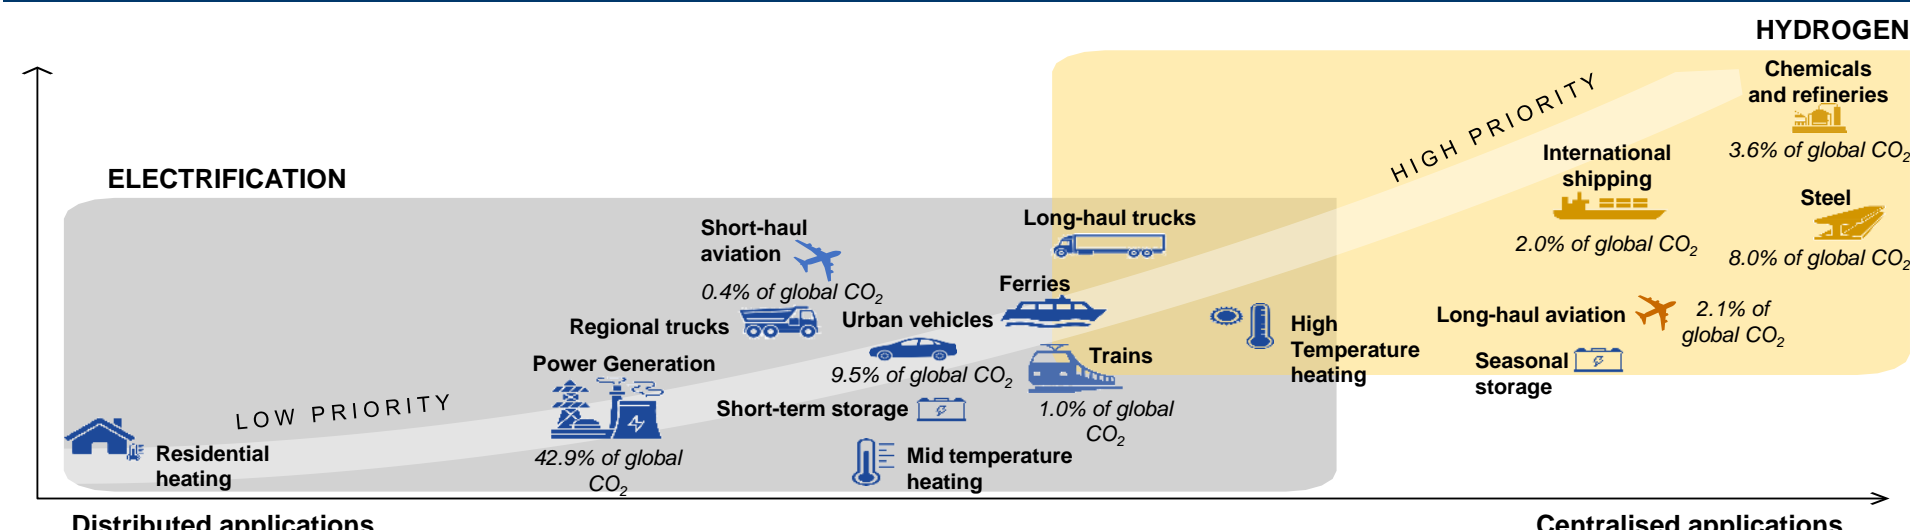 HYDROGEN
Chemicals
and refineries
3.6% of global CO₂
HIGH PRIORITY
International
shipping
2.0% of global CO₂
Steel
8.0% of global CO₂
ELECTRIFICATION
Short-haul
aviation
0.4% of global CO₂
Long-haul trucks
Ferries
Regional trucks
Urban vehicles
9.5% of global CO₂
High
Temperature
heating
Long-haul aviation
2.1% of
global CO₂
Power Generation
42.9% of global
CO₂
Trains
1.0% of global
CO₂
Seasonal
storage
LOW PRIORITY
Short-term storage
Residential
heating
Mid temperature
heating
Distributed applications
Centralised applications